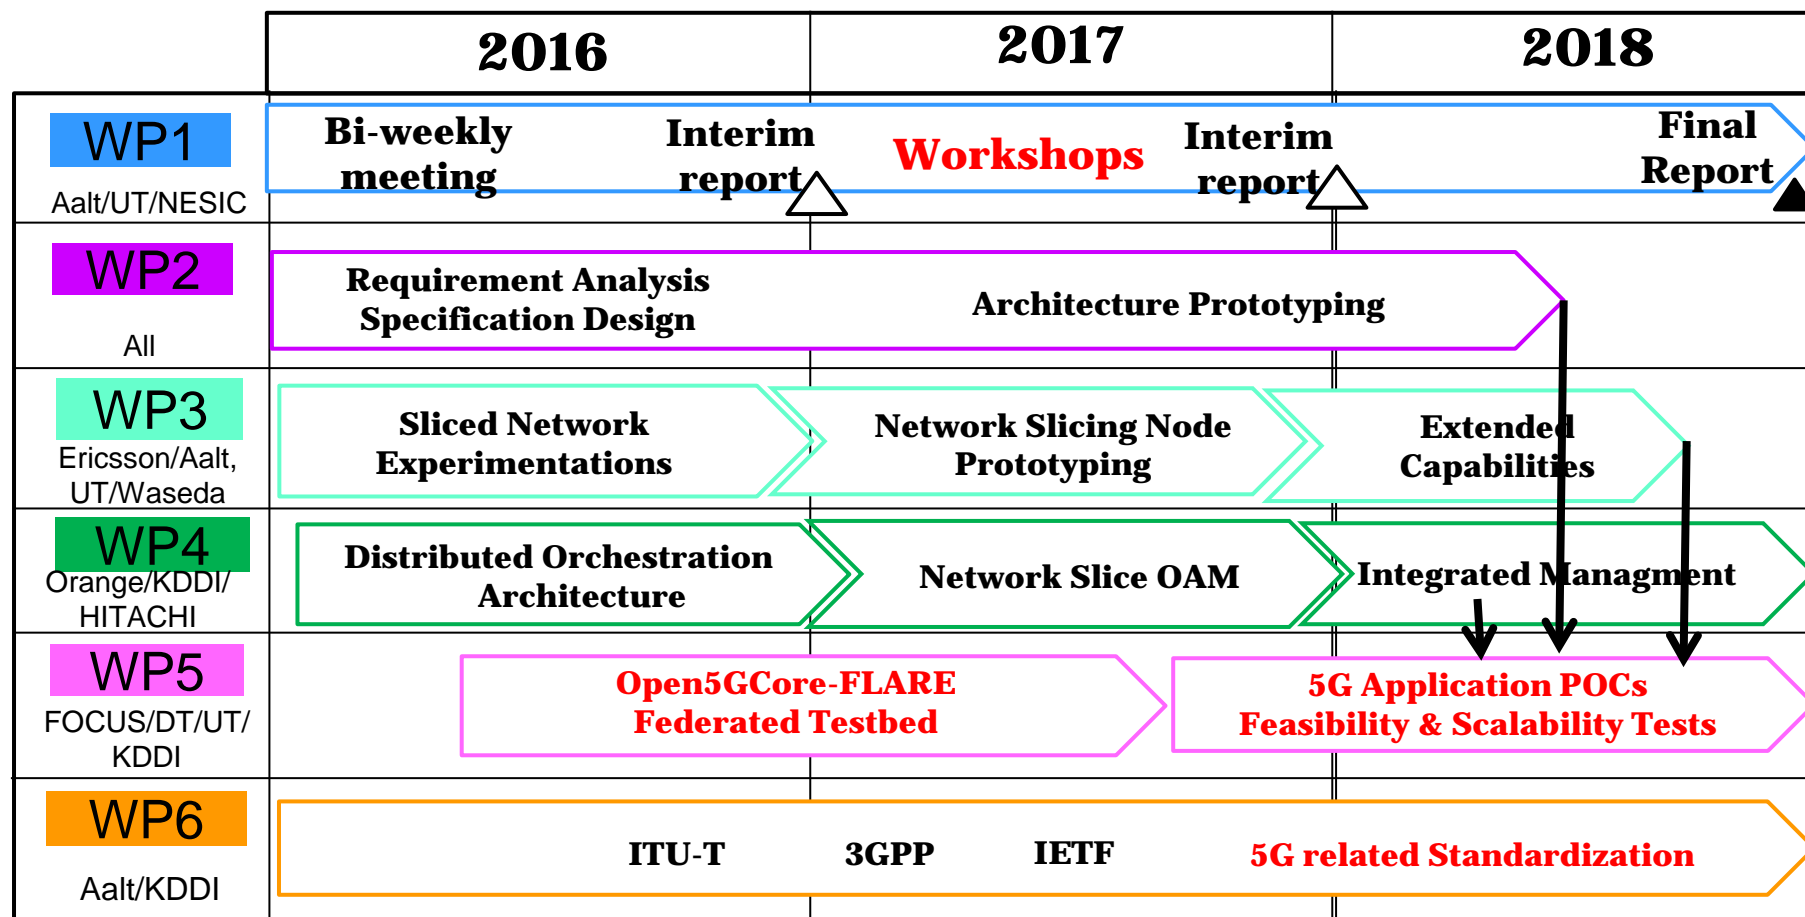 2016
2017
2018
WP1
Aalt/UT/NESIC
Bi-weekly
meeting
Interim
report
Workshops
Interim
report
Final
Report
WP2
All
Requirement Analysis
Specification Design
Architecture Prototyping
WP3
Ericsson/Aalt,
UT/Waseda
Sliced Network
Experimentations
Network Slicing Node
Prototyping
Extended
Capabilities
WP4
Orange/KDDI/
HITACHI
Distributed Orchestration
Architecture
Network Slice OAM
Integrated Managment
WP5
FOCUS/DT/UT/
KDDI
Open5GCore-FLARE
Federated Testbed
5G Application POCs
Feasibility & Scalability Tests
WP6
Aalt/KDDI
ITU-T
3GPP
IETF
5G related Standardization